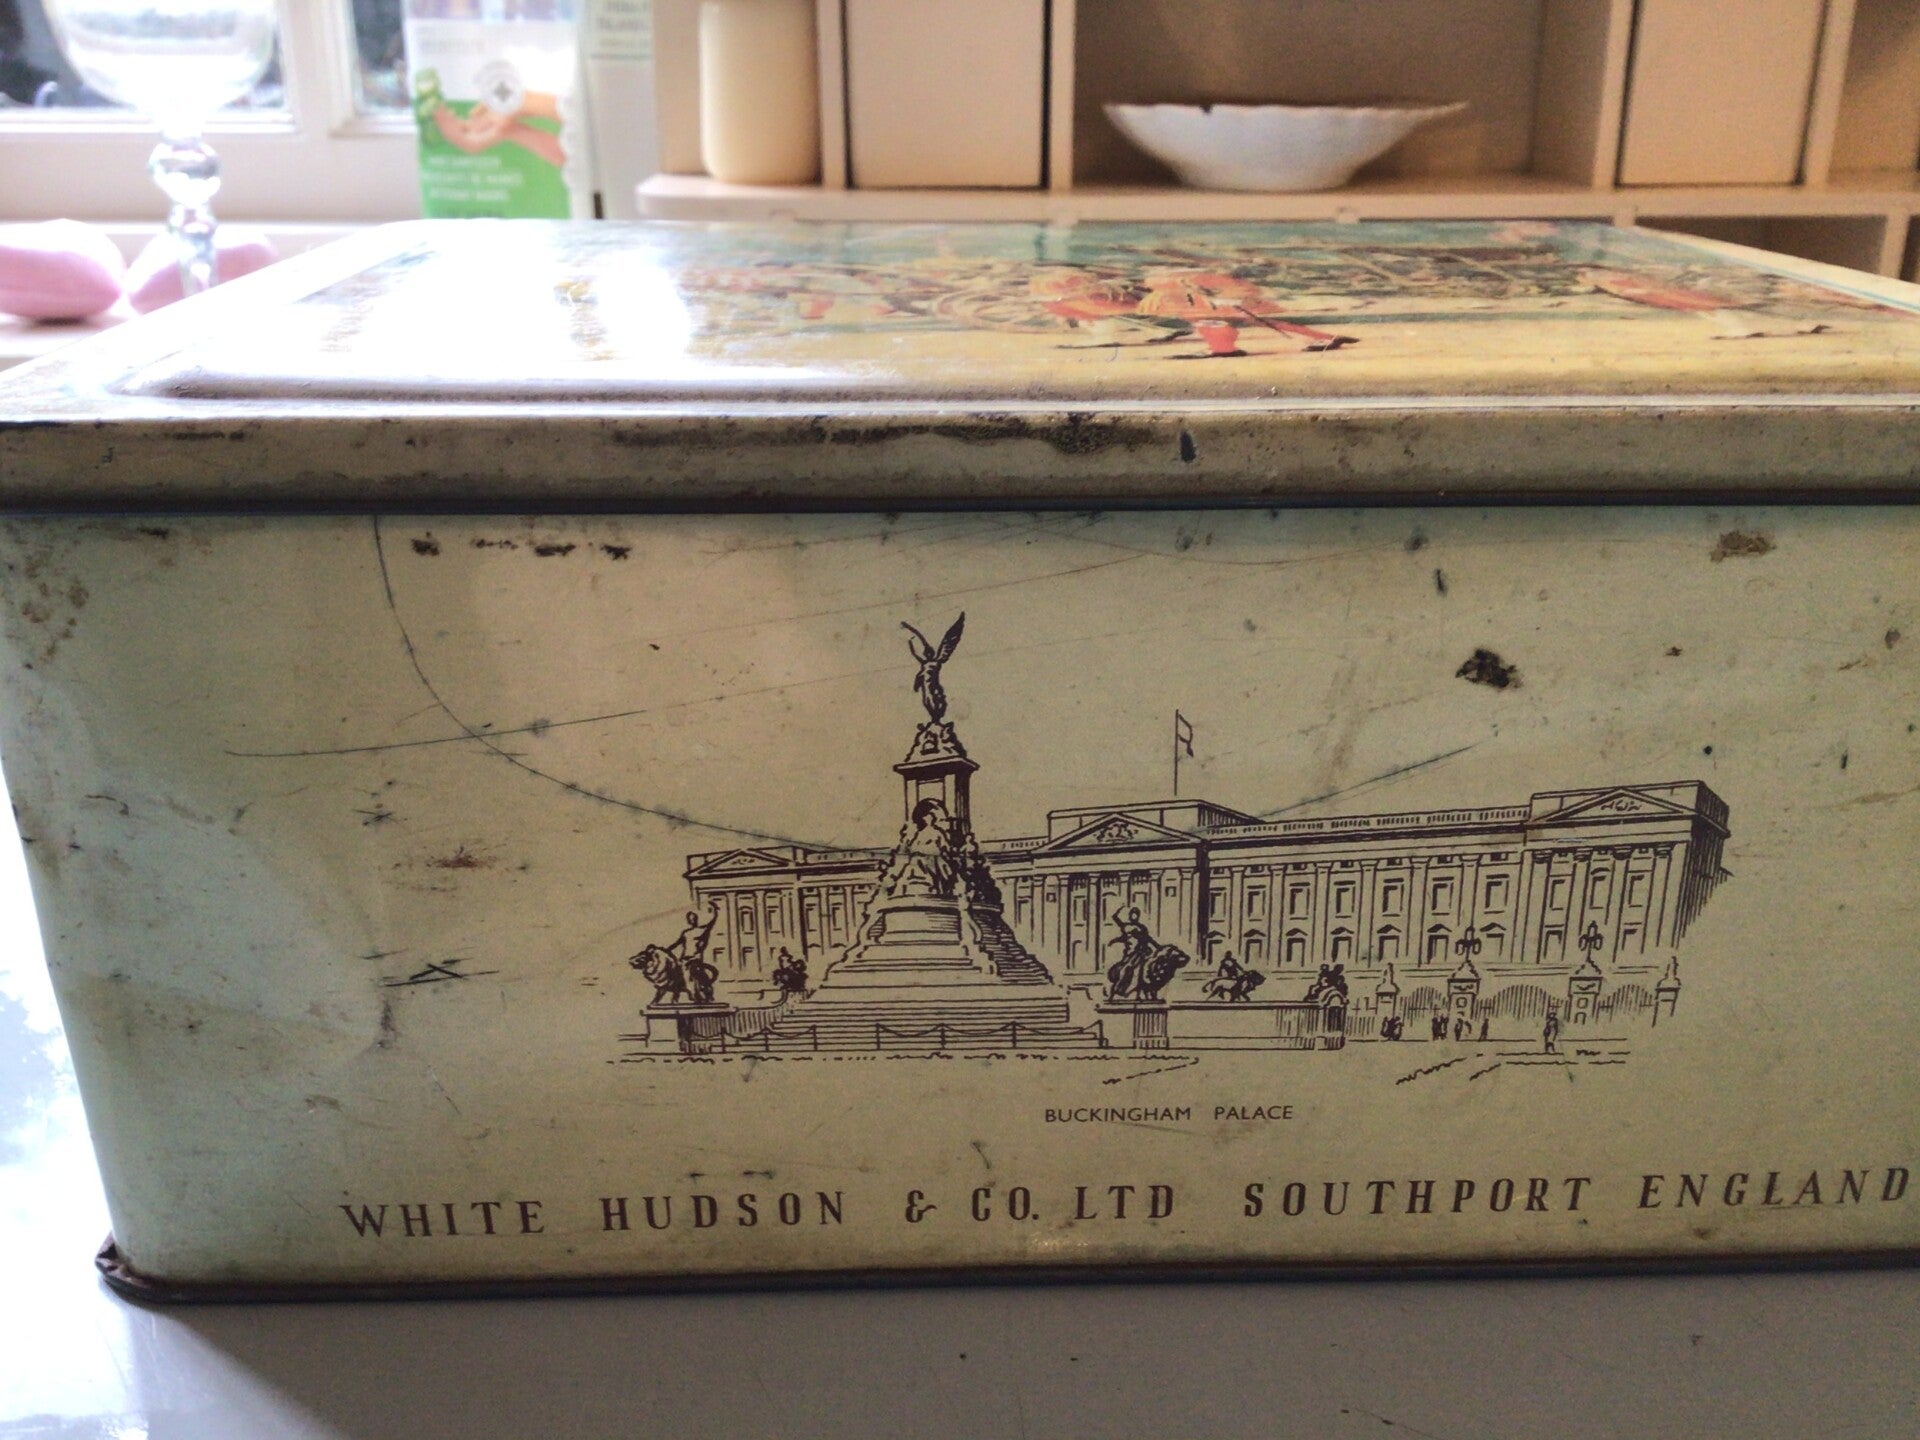 BUCKINGHAM PALACE
WHITE HUDSON & CO. LTD SOUTHPORT ENGLAND